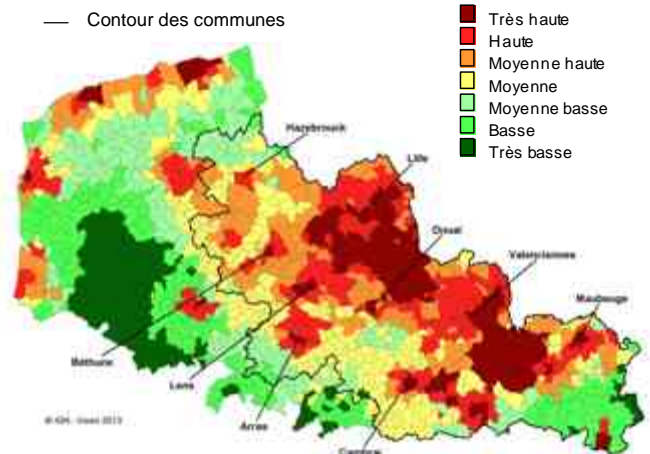 Contour des communes
Très haute
Haute
Moyenne haute
Moyenne
Moyenne basse
Basse
Très basse
Hazebrouck
Lille
Douai
Valenciennes
Maubeuge
Béthune
Lens
Arras
Cambrai